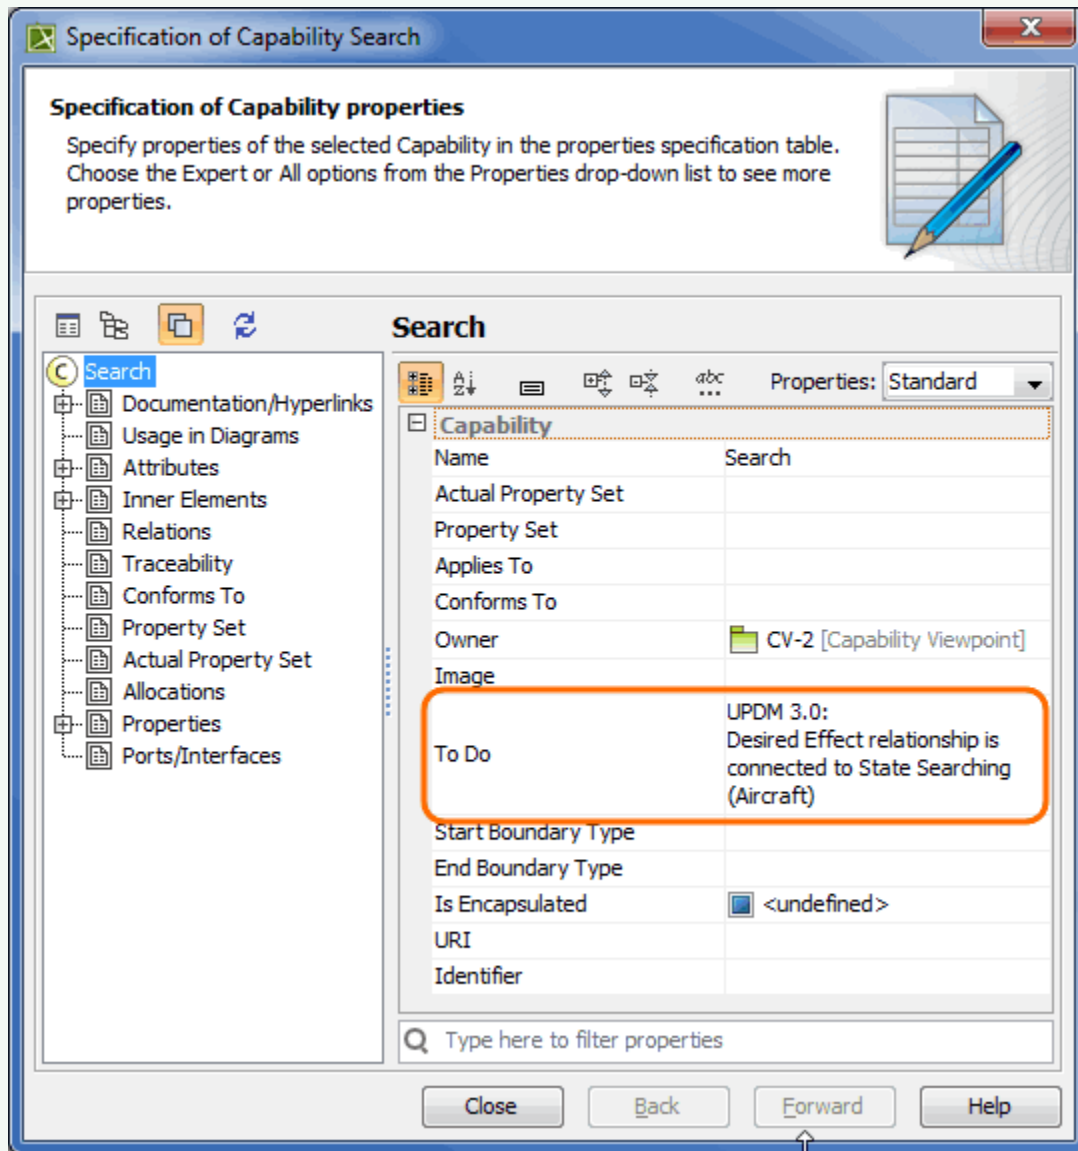 Specification of Capability Search
X
Specification of Capability properties
Specify properties of the selected Capability in the properties specification table.
Choose the Expert or All options from the Properties drop-down list to see more
properties.
Search
C Search
Documentation/Hyperlinks
Usage in Diagrams
Attributes
Inner Elements
Relations
Traceability
Conforms To
Property Set
Actual Property Set
Allocations
Properties
Ports/Interfaces
A
Z
abc
...
Properties: Standard
Capability
Name Search
Actual Property Set
Property Set
Applies To
Conforms To
Owner CV-2 [Capability Viewpoint]
Image
To Do
UPDM 3.0:
Desired Effect relationship is
connected to State Searching
(Aircraft)
Start Boundary Type
End Boundary Type
Is Encapsulated <undefined>
URI
Identifier
Type here to filter properties
Close Back Forward Help